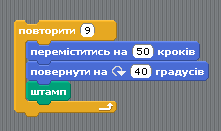 повторити 9
переміститись на 50 кроків
повернути на 40 градусів
штамп